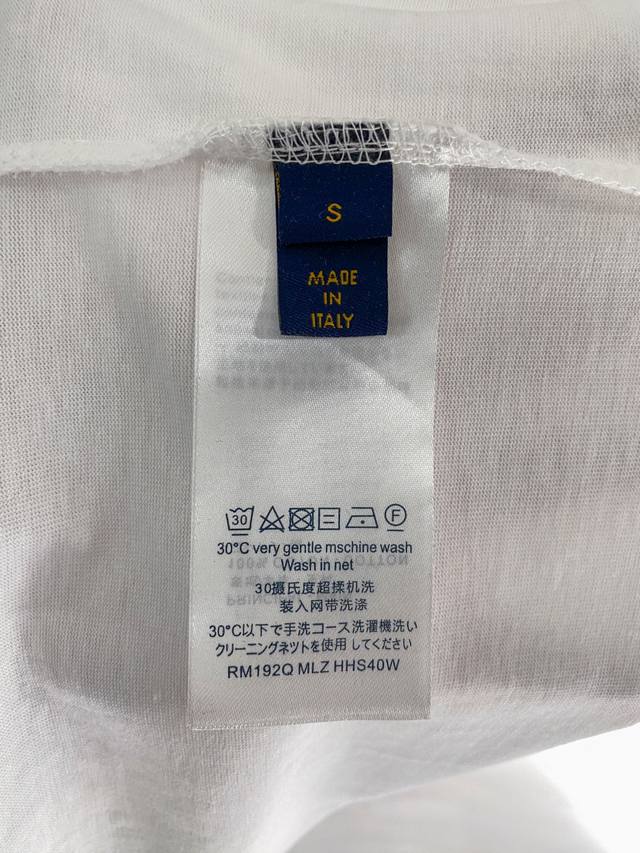 S
MADE
IN
ITALY
30
F
30°C very gentle mschine wash
Wash in net
30摄氏度超揉机洗
装入网带洗涤
30°C以下で手洗コース洗濯機洗い
クリーニングネツトを使用してください
RM192Q MLZ HHS40W